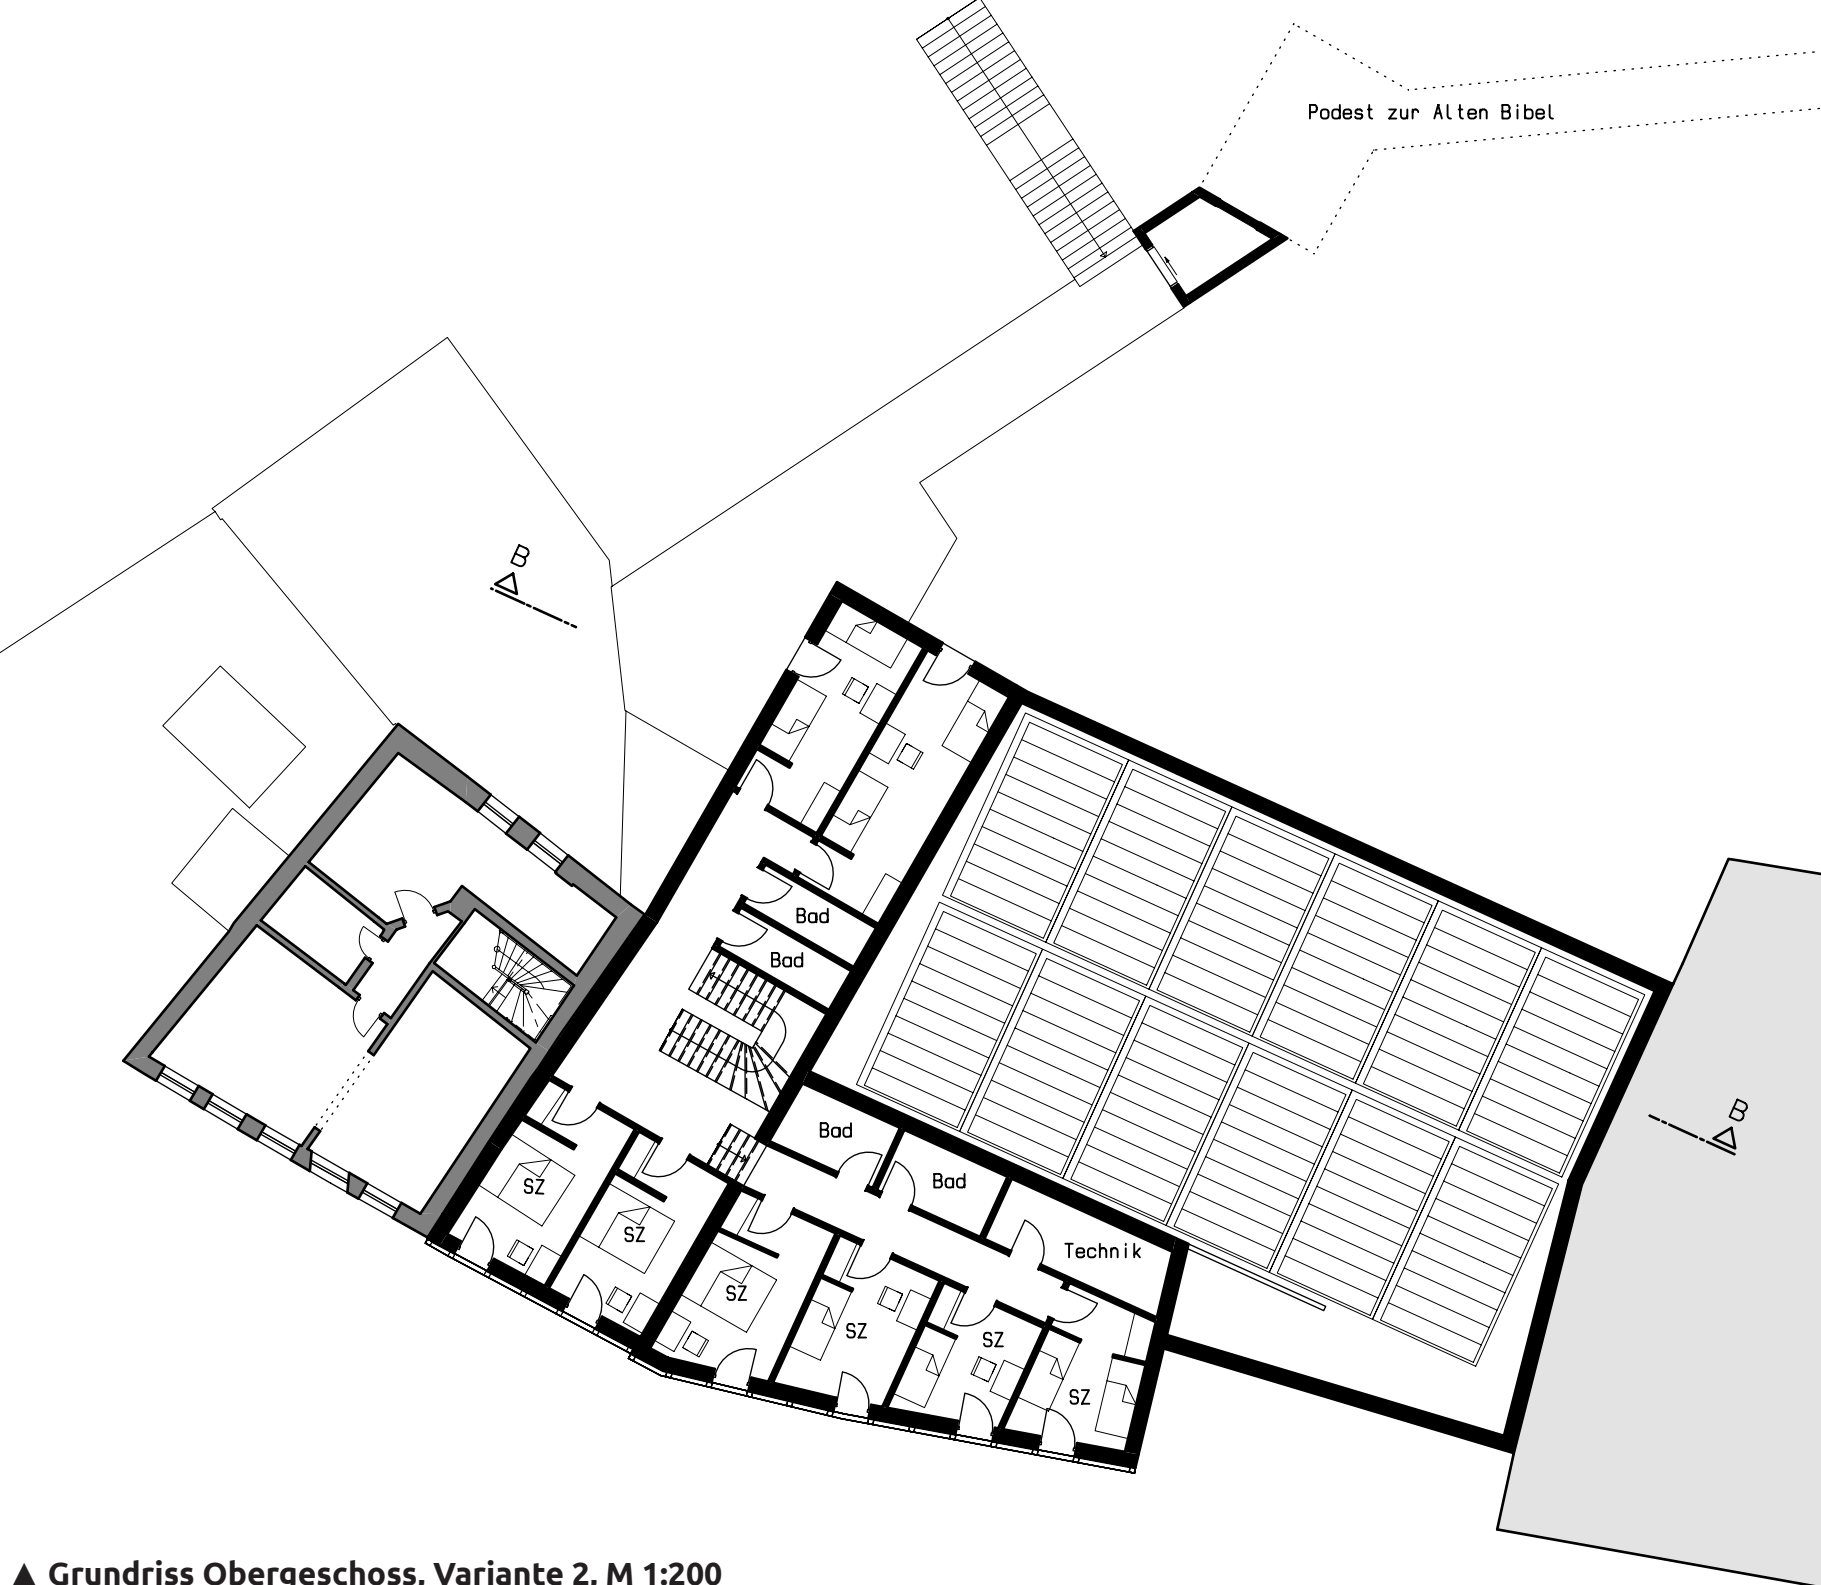 Podest zur Alten Bibel
B
Bad
Bad
B
Bad
Bad
SZ
SZ
Technik
SZ
SZ
SZ
SZ
▲ Grundriss Obergeschoss, Variante 2, M 1:200